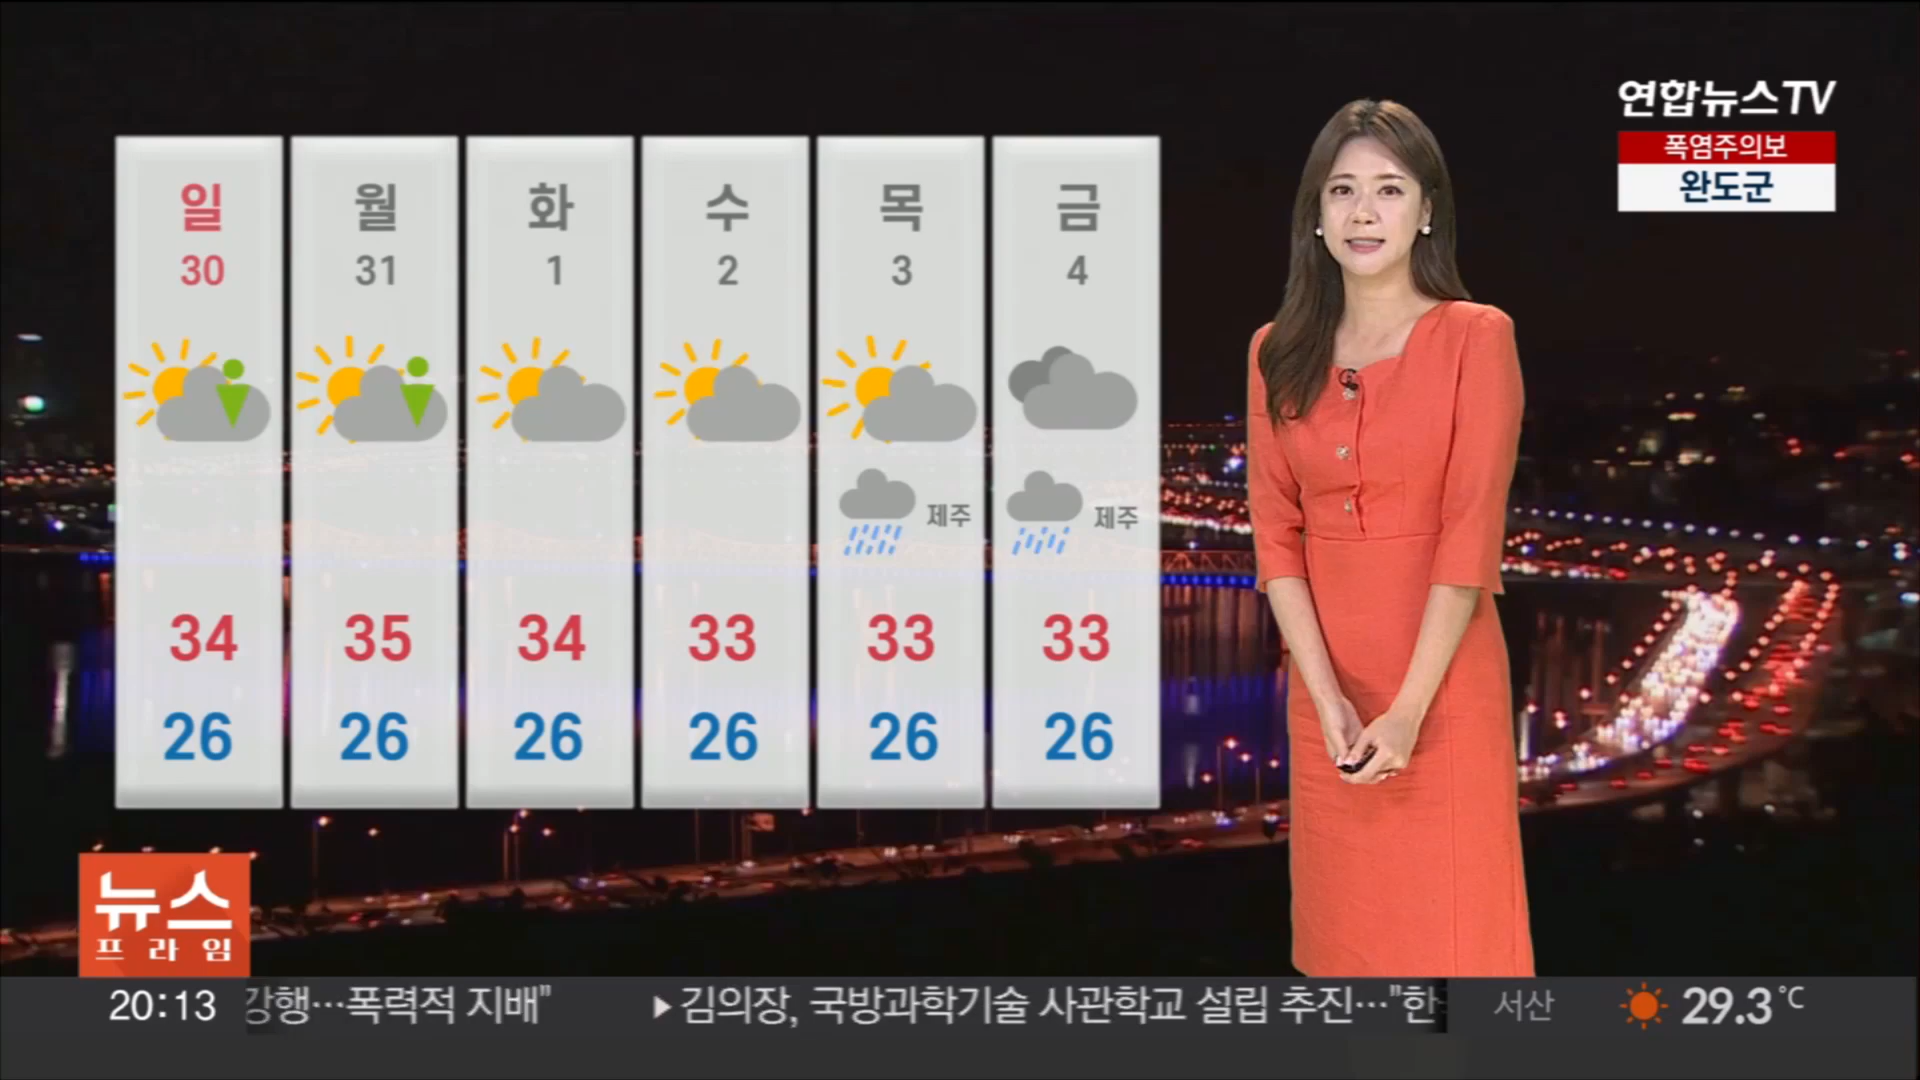 연합뉴스TV
폭염주의보
완도군
일 월 화 수 목 금
30 31 1 2 3 4
제주 제주
34 35 34 33 33 33
26 26 26 26 26 26
뉴스
프라임
20:13 강행…폭력적 지배" ▶김의장, 국방과학기술 사관학교 설립 추진…"한 서산 29.3℃